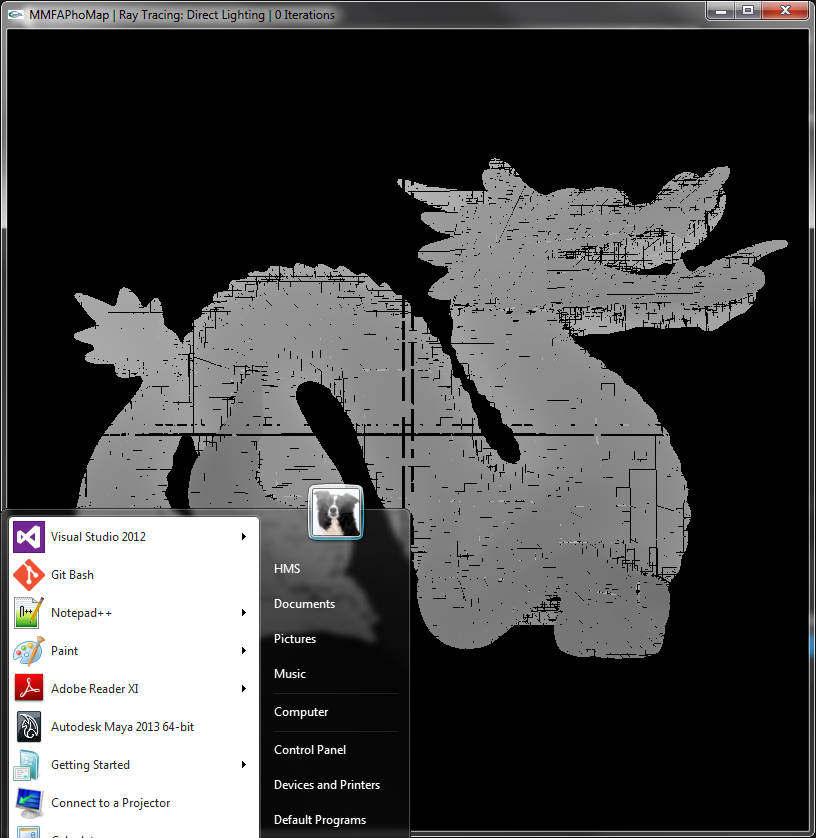 MMFAPhoMap | Ray Tracing: Direct Lighting | 0 Iterations
Visual Studio 2012
Git Bash
Notepad++
Paint
Adobe Reader XI
Autodesk Maya 2013 64-bit
Getting Started
Connect to a Projector
HMS
Documents
Pictures
Music
Computer
Control Panel
Devices and Printers
Default Programs